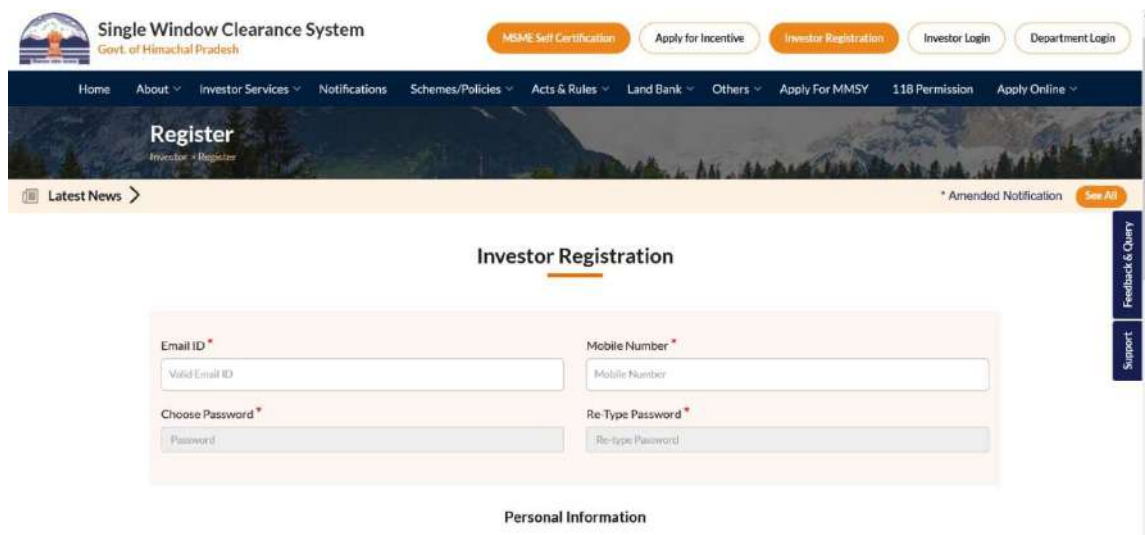 Single Window Clearance System
Govt. of Himachal Pradesh
MSME Self Certification
Apply for Incentive
Investor Registration
Investor Login
Department Login
Home About Investor Services Notifications Schemes/Policies Acts & Rules Land Bank Others Apply For MMSY 118 Permission Apply Online
Register
Investor » Register
Latest News
* Amended Notification
See All
Feedback & Query
Support
Investor Registration
Email ID *
Mobile Number *
Valid Email ID
Mobile Number
Choose Password *
Re-Type Password *
Password
Re-type Password
Personal Information